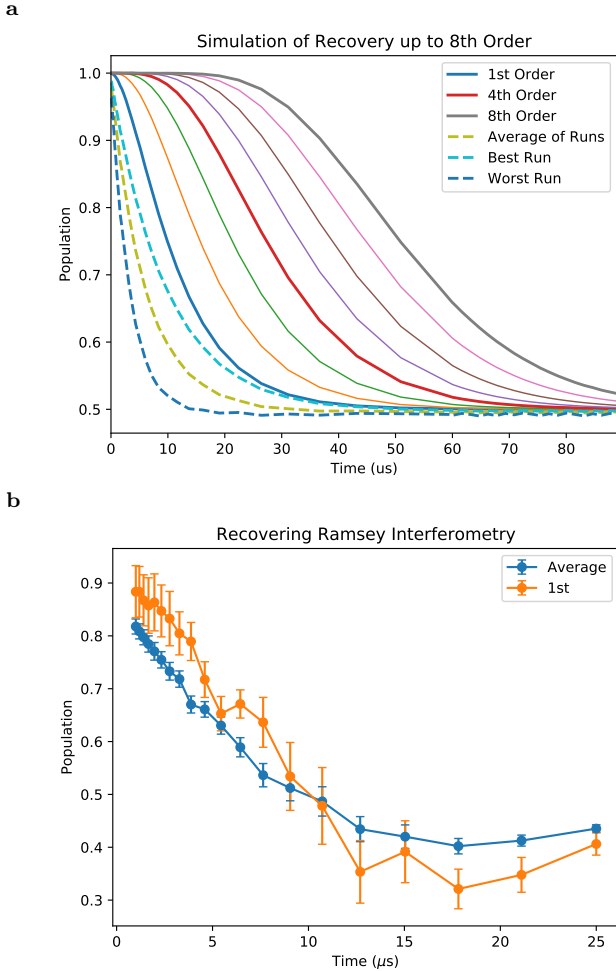 a
Simulation of Recovery up to 8th Order
1.0
0.9
0.8
0.7
0.6
0.5
Population
1st Order
4th Order
8th Order
Average of Runs
Best Run
Worst Run
0 10 20 30 40 50 60 70 80
Time (us)
b
Recovering Ramsey Interferometry
0.9
0.8
0.7
0.6
0.5
0.4
0.3
Population
Average
1st
0 5 10 15 20 25
Time (μs)